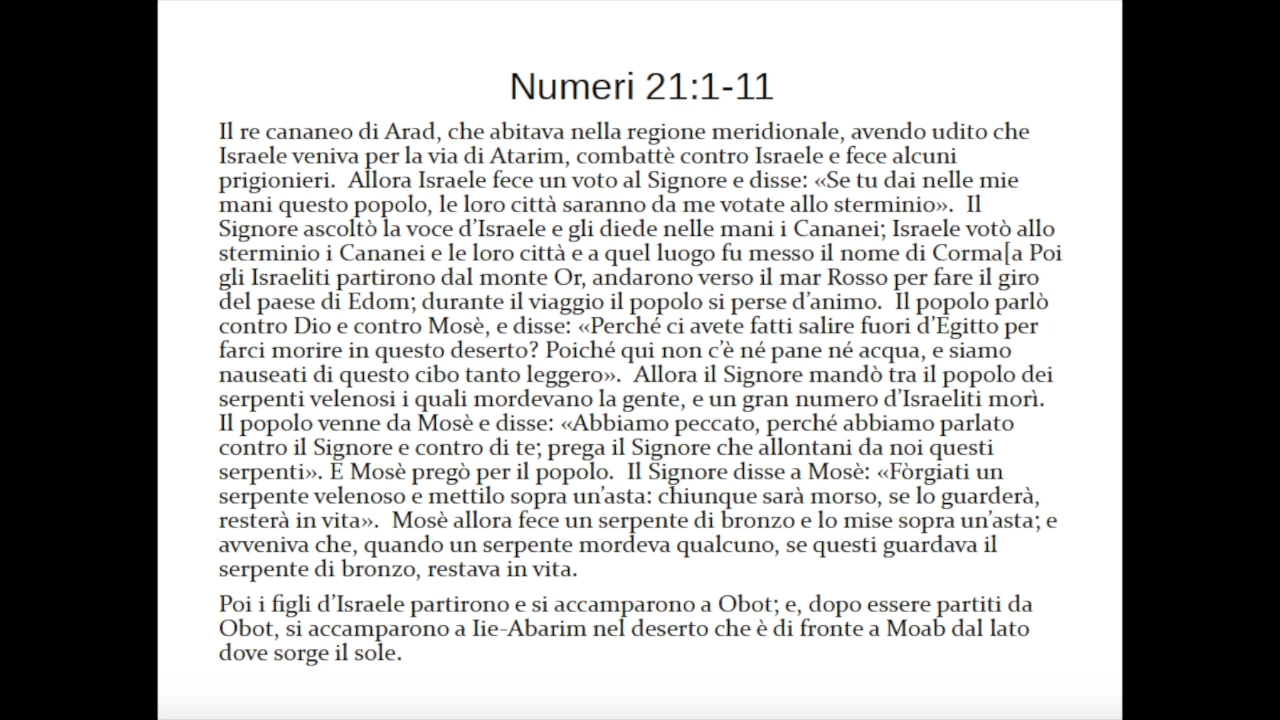 Numeri 21:1-11
Il re cananeo di Arad, che abitava nella regione meridionale, avendo udito che
Israele veniva per la via di Atarim, combattè contro Israele e fece alcuni
prigionieri.  Allora Israele fece un voto al Signore e disse: «Se tu dai nelle mie
mani questo popolo, le loro città saranno da me votate allo sterminio».  Il
Signore ascoltò la voce d’Israele e gli diede nelle mani i Cananei; Israele votò allo
sterminio i Cananei e le loro città e a quel luogo fu messo il nome di Corma[a Poi
gli Israeliti partirono dal monte Or, andarono verso il mar Rosso per fare il giro
del paese di Edom; durante il viaggio il popolo si perse d’animo.  Il popolo parlò
contro Dio e contro Mosè, e disse: «Perché ci avete fatti salire fuori d’Egitto per
farci morire in questo deserto? Poiché qui non c’è né pane né acqua, e siamo
nauseati di questo cibo tanto leggero».  Allora il Signore mandò tra il popolo dei
serpenti velenosi i quali mordevano la gente, e un gran numero d’Israeliti morì.
Il popolo venne da Mosè e disse: «Abbiamo peccato, perché abbiamo parlato
contro il Signore e contro di te; prega il Signore che allontani da noi questi
serpenti». E Mosè pregò per il popolo.  Il Signore disse a Mosè: «Fòrgiati un
serpente velenoso e mettilo sopra un’asta: chiunque sarà morso, se lo guarderà,
resterà in vita».  Mosè allora fece un serpente di bronzo e lo mise sopra un’asta; e
avveniva che, quando un serpente mordeva qualcuno, se questi guardava il
serpente di bronzo, restava in vita.
Poi i figli d’Israele partirono e si accamparono a Obot; e, dopo essere partiti da
Obot, si accamparono a Iie-Abarim nel deserto che è di fronte a Moab dal lato
dove sorge il sole.